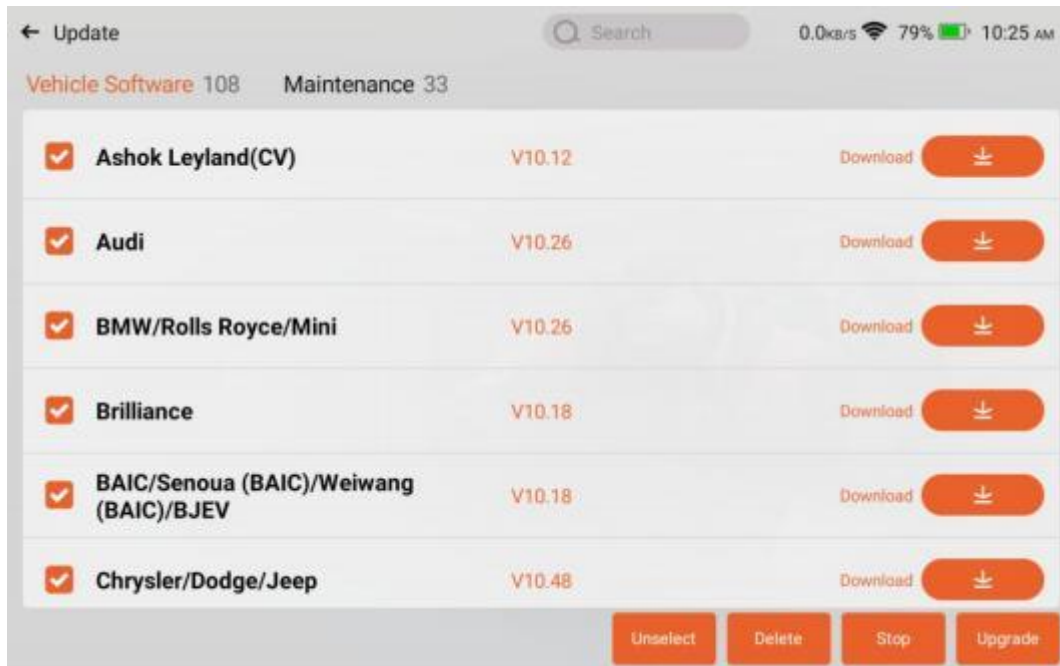 Update
Search
0.0KB/S 79% 10:25 AM
Vehicle Software 108 Maintenance 33
Ashok Leyland(CV) V10.12 Download
Audi V10.26 Download
BMW/Rolls Royce/Mini V10.26 Download
Brilliance V10.18 Download
BAIC/Senoua (BAIC)/Weiwang
(BAIC)/BJEV V10.18 Download
Chrysler/Dodge/Jeep V10.48 Download
Unselect Delete Stop Upgrade